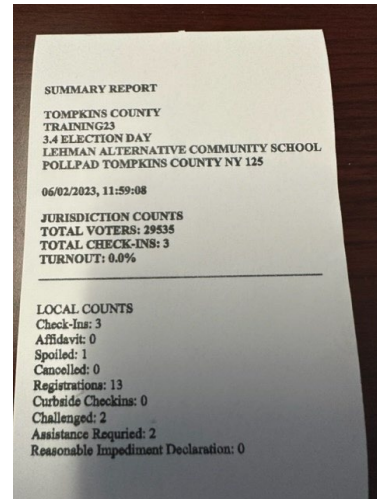 SUMMARY REPORT
TOMPKINS COUNTY
TRAINING23
3.4 ELECTION DAY
LEHMAN ALTERNATIVE COMMUNITY SCHOOL
POLLPAD TOMPKINS COUNTY NY 125
06/02/2023, 11:59:08
JURISDICTION COUNTS
TOTAL VOTERS: 29535
TOTAL CHECK-INS: 3
TURNOUT: 0.0%
LOCAL COUNTS
Check-Ins: 3
Affidavit: 0
Spoiled: 1
Cancelled: 0
Registrations: 13
Curbside Checkins: 0
Challenged: 2
Assistance Requried: 2
Reasonable Impediment Declaration: 0